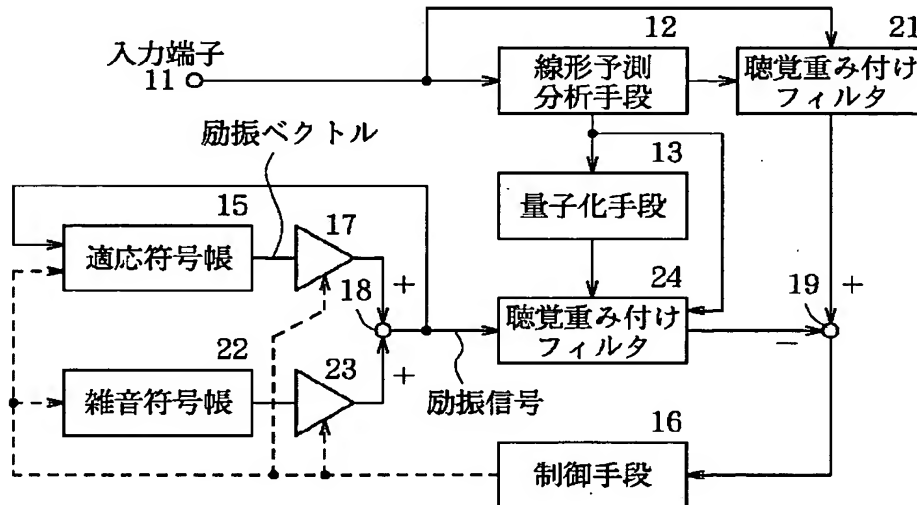 12
21
入力端子
11
線形予測
分析手段
聴覚重み付け
フィルタ
励振ベクトル
13
量子化手段
15
17
適応符号帳
18
+
24
19
+
聴覚重み付け
フィルタ
−
22
23
+
雑音符号帳
励振信号
16
制御手段